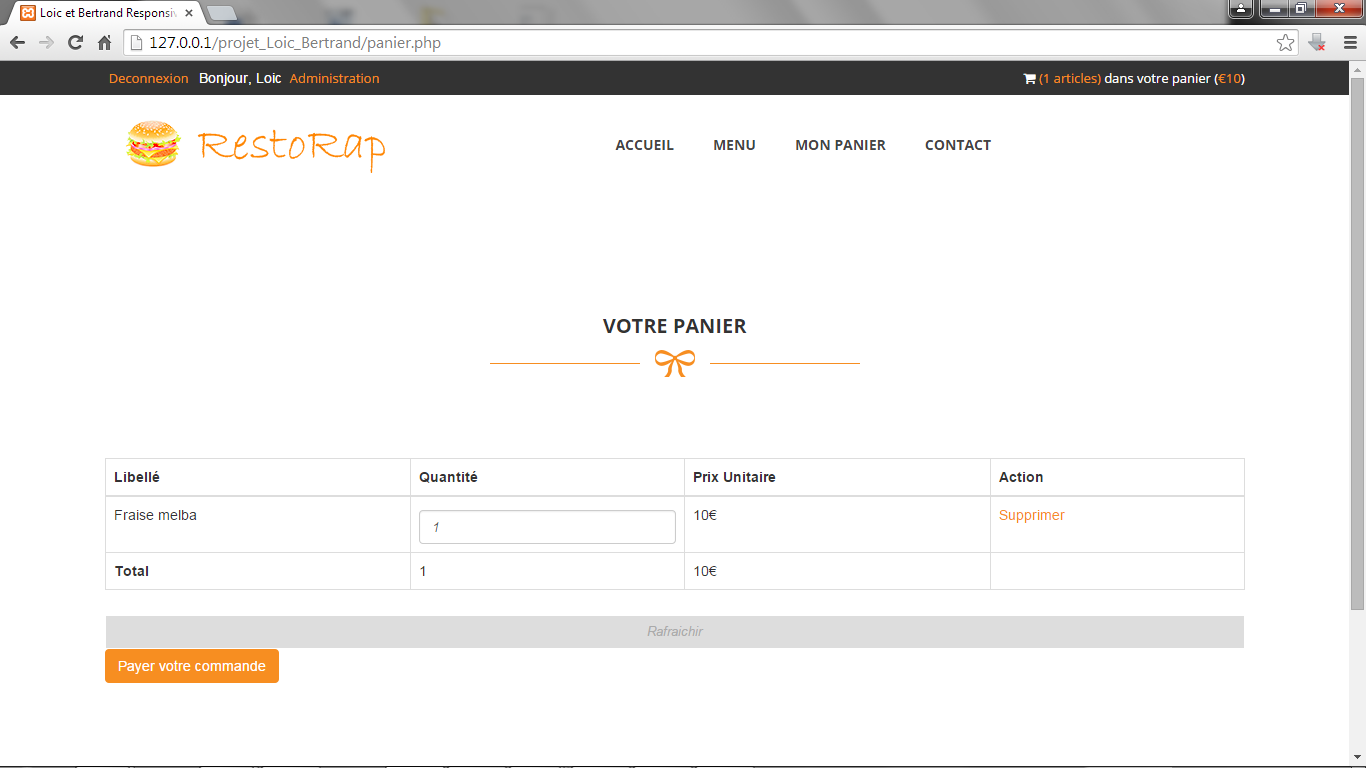 Loic et Bertrand Responsiv
127.0.0.1/projet_Loic_Bertrand/panier.php
Deconnexion Bonjour, Loic Administration (1 articles) dans votre panier (€10)
RestoRap ACCUEIL MENU MON PANIER CONTACT
VOTRE PANIER
Libellé Quantité Prix Unitaire Action
Fraise melba 1 10€ Supprimer
Total 1 10€
Rafraichir
Payer votre commande